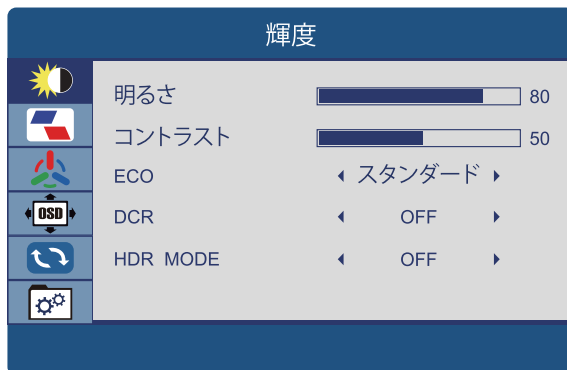 輝度
明るさ 80
コントラスト 50
ECO スタンダード
DCR OFF
HDR MODE OFF
OSD